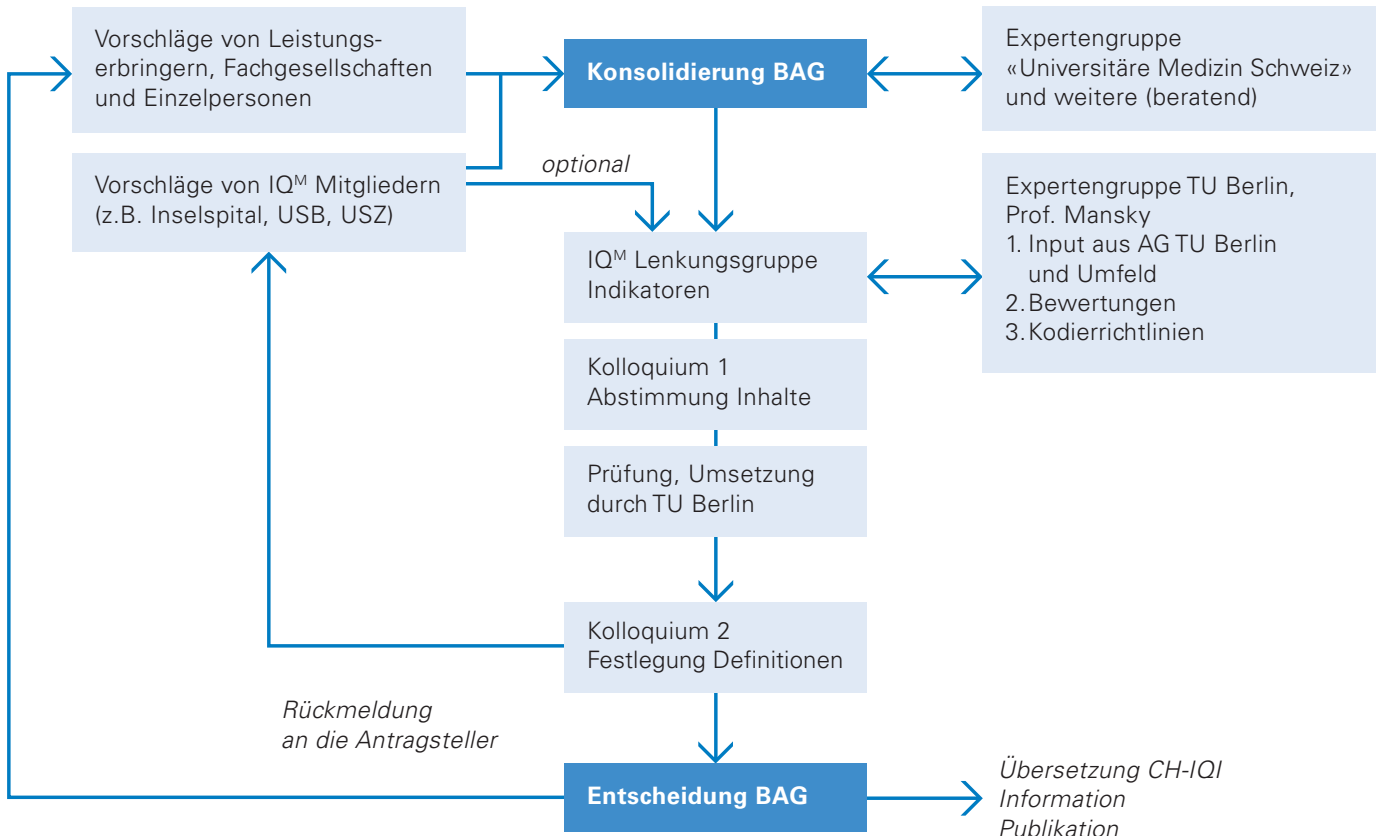 Vorschläge von Leistungs-
erbringern, Fachgesellschaften
und Einzelpersonen
Konsolidierung BAG
Expertengruppe
«Universitäre Medizin Schweiz»
und weitere (beratend)
optional
Vorschläge von IQᴹ Mitgliedern
(z.B. Inselspital, USB, USZ)
Expertengruppe TU Berlin,
Prof. Mansky
1. Input aus AG TU Berlin
und Umfeld
2. Bewertungen
3. Kodierrichtlinien
IQᴹ Lenkungsgruppe
Indikatoren
Kolloquium 1
Abstimmung Inhalte
Prüfung, Umsetzung
durch TU Berlin
Kolloquium 2
Festlegung Definitionen
Rückmeldung
an die Antragsteller
Entscheidung BAG
Übersetzung CH-IQI
Information
Publikation